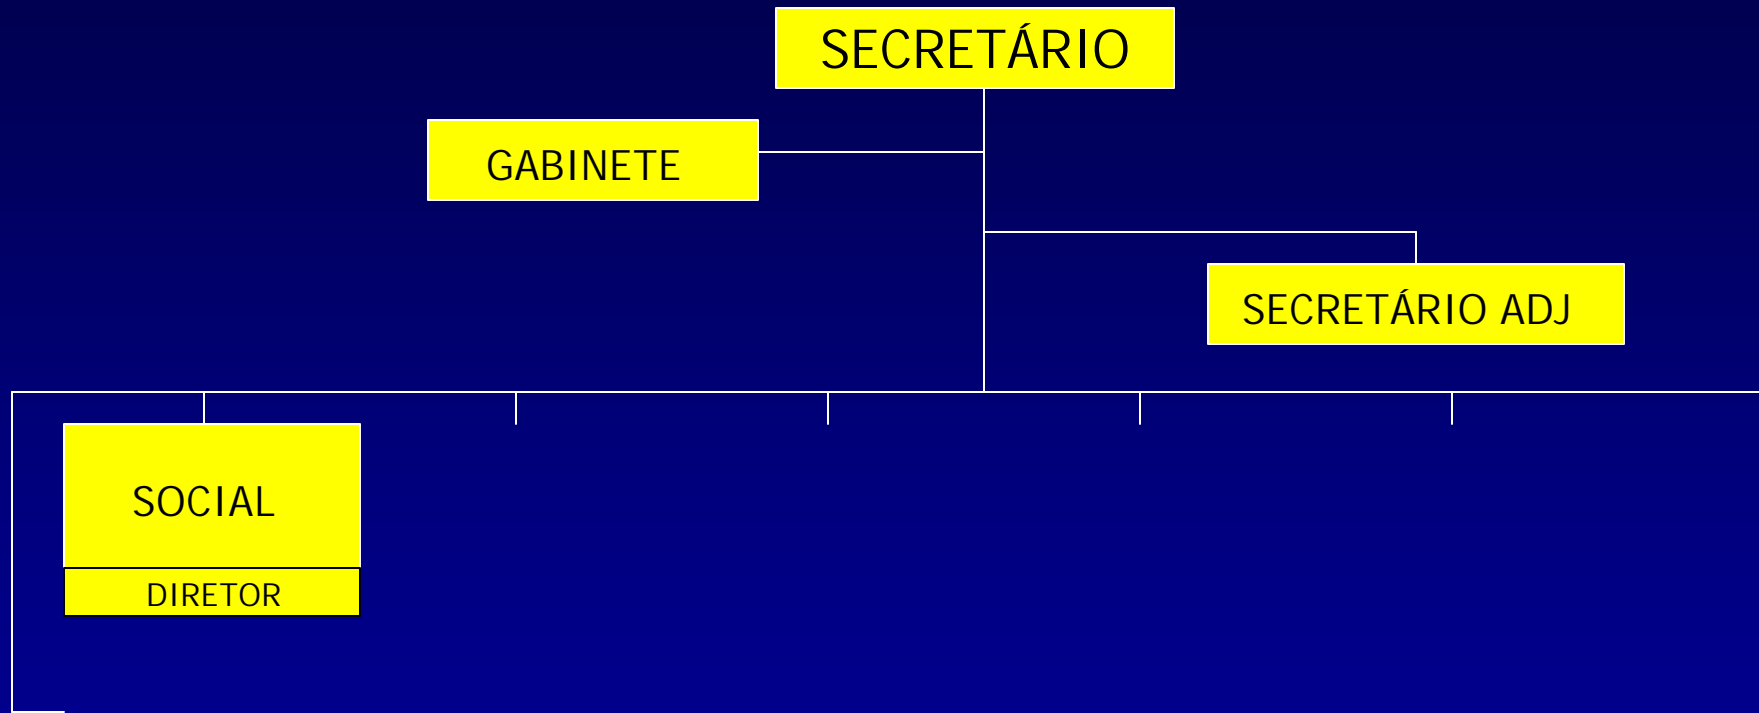 SECRETÁRIO
GABINETE
SECRETÁRIO ADJ
SOCIAL
DIRETOR